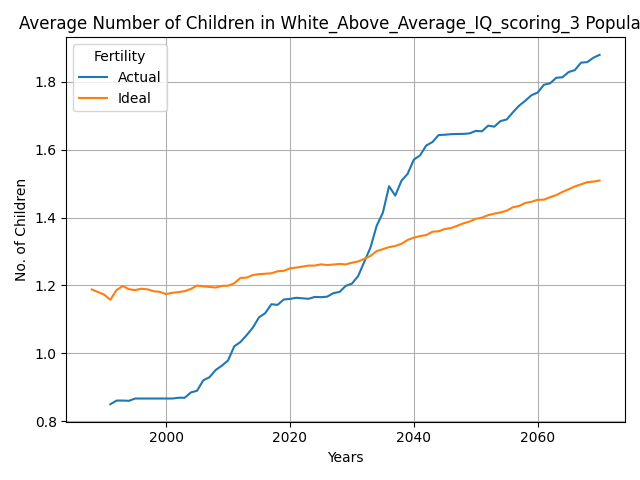 Average Number of Children in White_Above_Average_IQ_scoring_3 Popula
Fertility
Actual
Ideal
No. of Children
1.8
1.6
1.4
1.2
1.0
0.8
2000 2020 2040 2060
Years